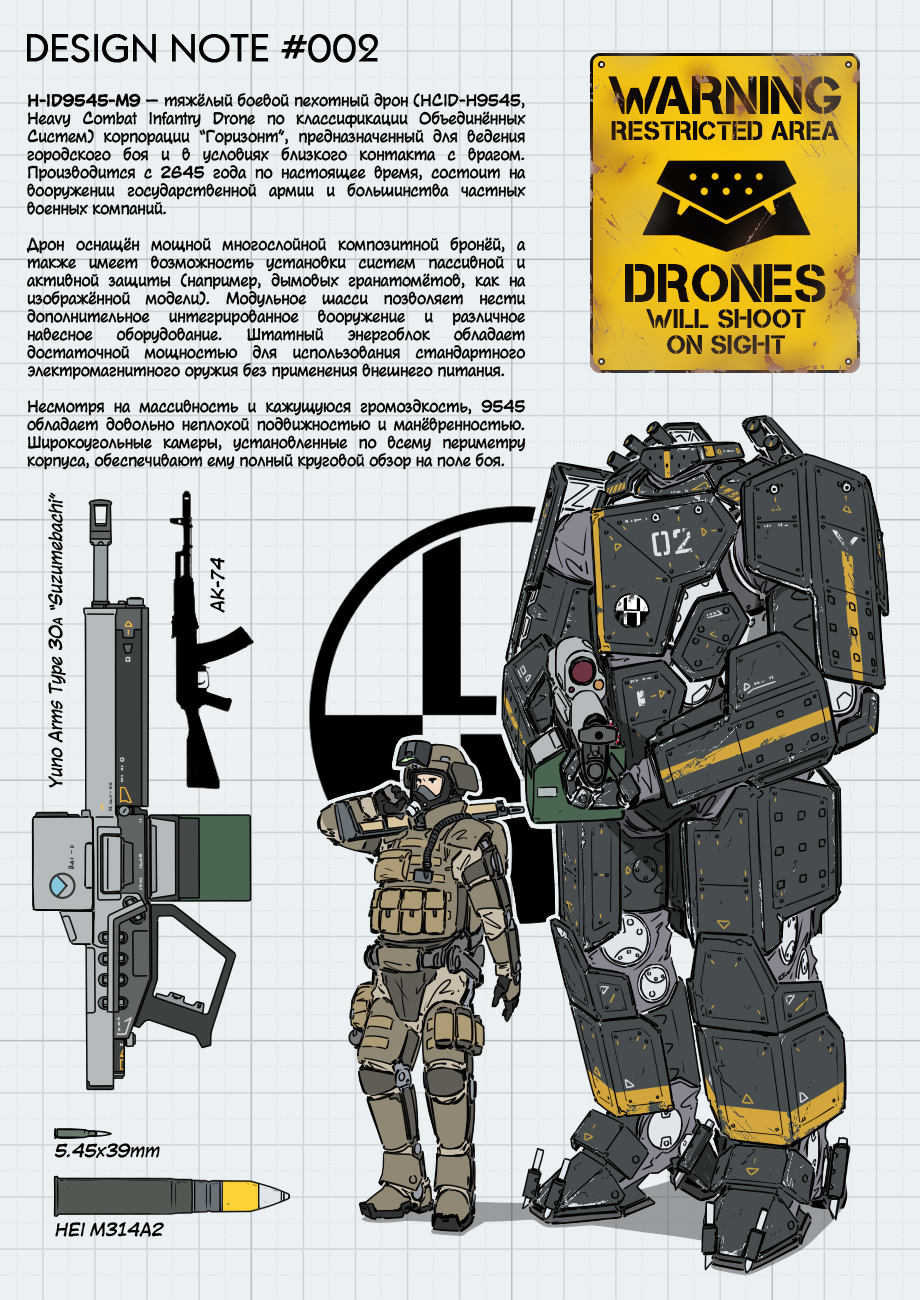 DESIGN NOTE #002
H-ID9545-M9 — тяжёлый боевой пехотный дрон (HCID-H9545,
Heavy Combat Infantry Drone по классификации Объединённых
Систем) корпорации "Горизонт", предназначенный для ведения
городского боя и в условиях близкого контакта с врагом.
Производится с 2645 года по настоящее время, состоит на
вооружении государственной армии и большинства частных
военных компаний.
Дрон оснащён мощной многослойной композитной бронёй, а
также имеет возможность установки систем пассивной и
активной защиты (например, дымовых гранатомётов, как на
изображённой модели). Модульное шасси позволяет нести
дополнительное интегрированное вооружение и различное
навесное оборудование. Штатный энергоблок обладает
достаточной мощностью для использования стандартного
электромагнитного оружия без применения внешнего питания.
Несмотря на массивность и кажущуюся громоздкость, 9545
обладает довольно неплохой подвижностью и манёвренностью.
Широкоугольные камеры, установленные по всему периметру
корпуса, обеспечивают ему полный круговой обзор на поле боя.
WARNING
RESTRICTED AREA
DRONES
WILL SHOOT
ON SIGHT
Yuno Arms Type 30A "Suzumebachi"
AK-74
02
H
5.45x39mm
HEI M314A2